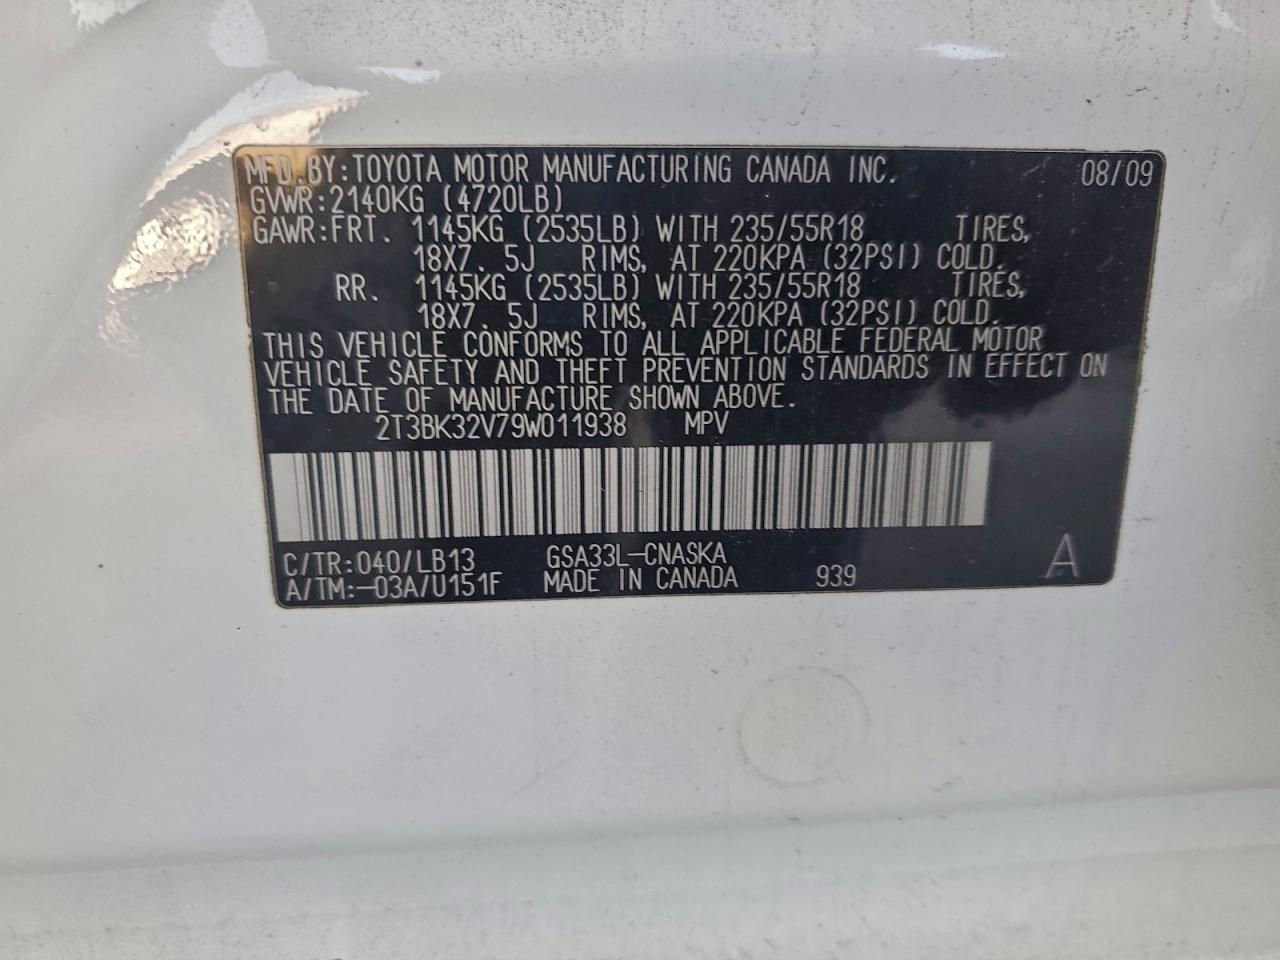 MFD.BY:TOYOTA MOTOR MANUFACTURING CANADA INC. 08/09
GVWR:2140KG (4720LB)
GAWR:FRT. 1145KG (2535LB) WITH 235/55R18 TIRES,
18X7. 5J RIMS, AT 220KPA (32PSI) COLD.
RR. 1145KG (2535LB) WITH 235/55R18 TIRES,
18X7. 5J RIMS, AT 220KPA (32PSI) COLD.
THIS VEHICLE CONFORMS TO ALL APPLICABLE FEDERAL MOTOR
VEHICLE SAFETY AND THEFT PREVENTION STANDARDS IN EFFECT ON
THE DATE OF MANUFACTURE SHOWN ABOVE.
2T3BK32V79W011938 MPV
C/TR:040/LB13 GSA33L-CNASKA
A/TM:-03A/U151F MADE IN CANADA 939 A